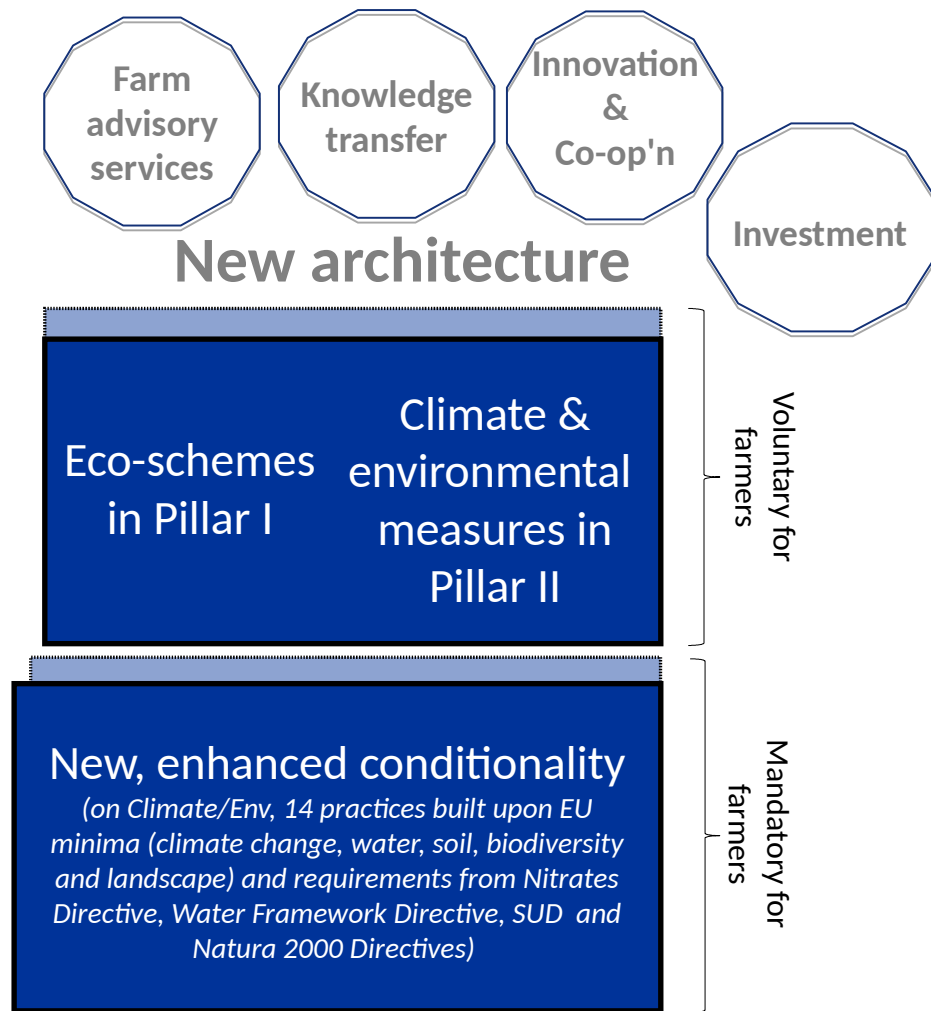 Farm
advisory
services
Knowledge
transfer
Innovation
&
Co-op'n
Investment
New architecture
Eco-schemes
in Pillar I
Climate &
environmental
measures in
Pillar II
Voluntary for
farmers
New, enhanced conditionality
(on Climate/Env, 14 practices built upon EU
minima (climate change, water, soil, biodiversity
and landscape) and requirements from Nitrates
Directive, Water Framework Directive, SUD  and
Natura 2000 Directives)
Mandatory for
farmers